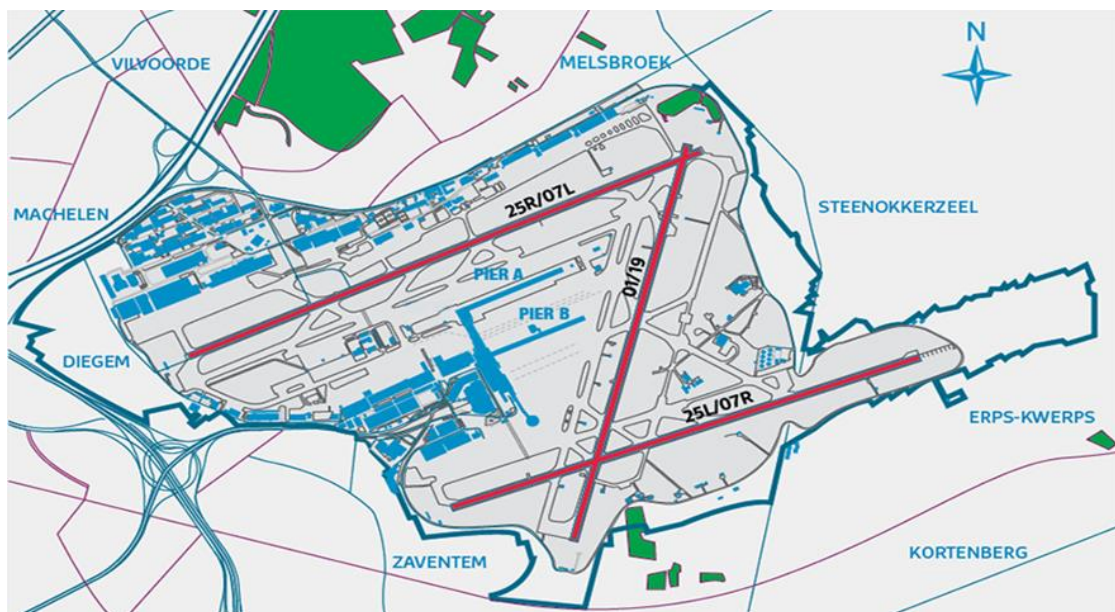 N
VILVOORDE
MELSBROEK
25R/07L
MACHELEN
STEENOKKERZEEL
PIER A
01/19
PIER B
DIEGEM
25L/07R
ERPS-KWERPS
ZAVENTEM
KORTENBERG